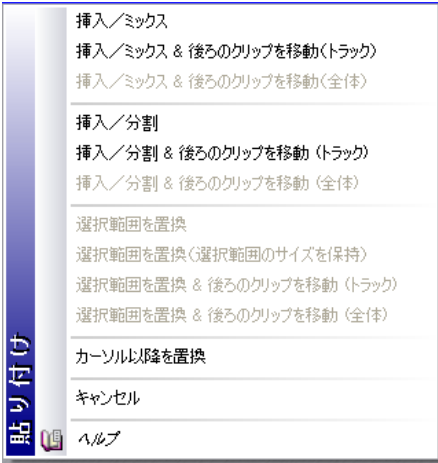 挿入／ミックス
挿入／ミックス & 後ろのクリップを移動(トラック)
挿入／ミックス & 後ろのクリップを移動(全体)
挿入／分割
挿入／分割 & 後ろのクリップを移動 (トラック)
挿入／分割 & 後ろのクリップを移動 (全体)
選択範囲を置換
選択範囲を置換(選択範囲のサイズを保持)
選択範囲を置換 & 後ろのクリップを移動 (トラック)
選択範囲を置換 & 後ろのクリップを移動 (全体)
カーソル以降を置換
キャンセル
ヘルプ
貼り付け